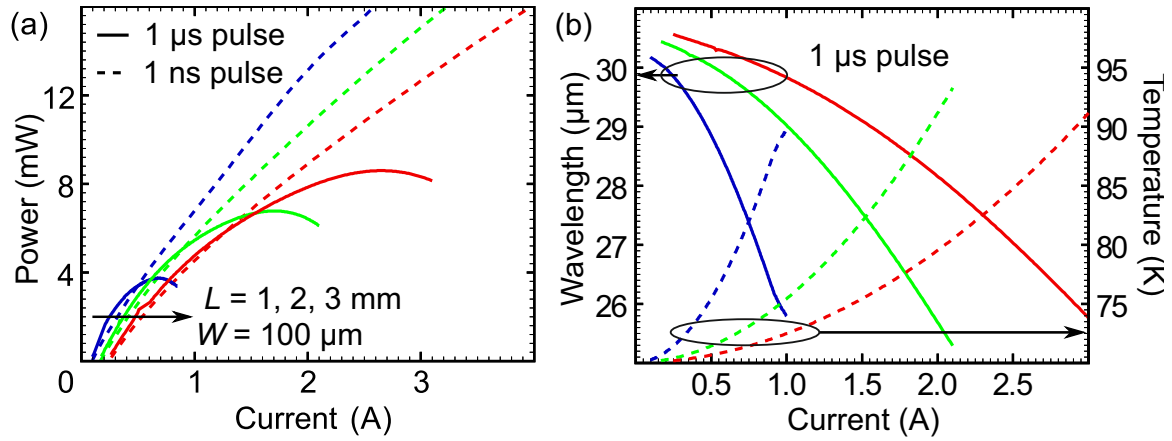 (a)
1 µs pulse
1 ns pulse
Power (mW)
12
8
4
0
1
2
3
L = 1, 2, 3 mm
W = 100 µm
Current (A)
(b)
1 µs pulse
Wavelength (µm)
30
29
28
27
26
Temperature (K)
95
90
85
80
75
0.5
1.0
1.5
2.0
2.5
Current (A)